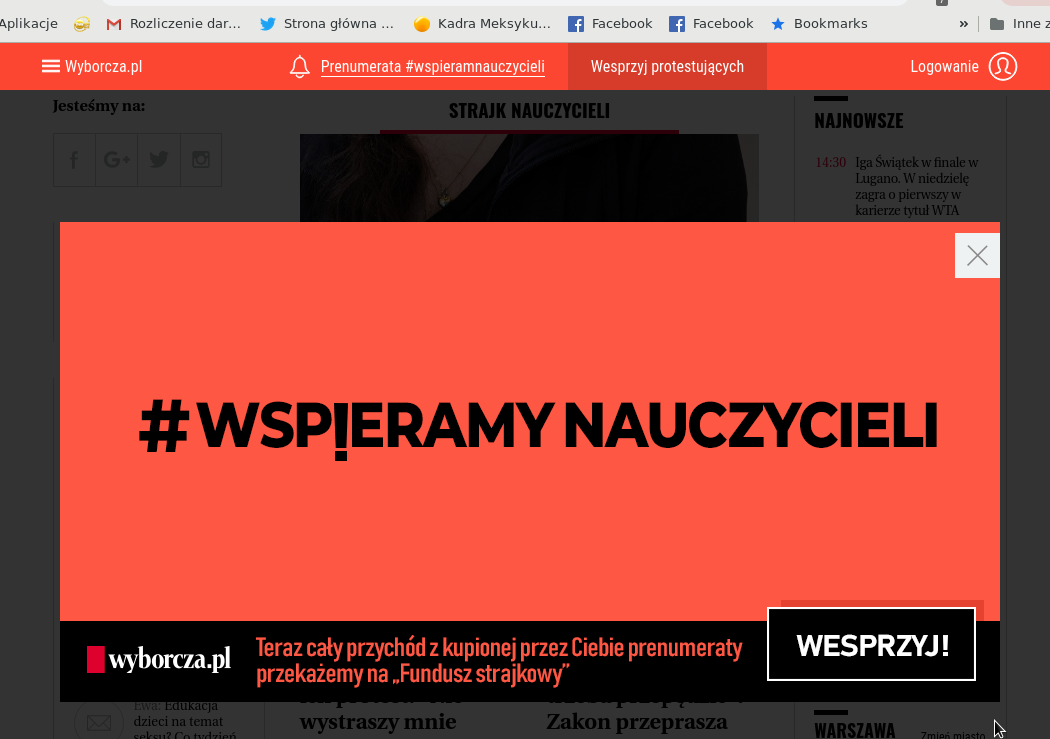 Aplikacje
Rozliczenie dar…
Strona główna …
Kadra Meksyku…
Facebook
Facebook
Bookmarks
»
Inne z
Wyborcza.pl
Prenumerata #wspieramnauczycieli
Wesprzyj protestujących
Logowanie
Jesteśmy na:
STRAJK NAUCZYCIELI
NAJNOWSZE
14:30
Iga Świątek w finale w
Lugano. W niedzielę
zagra o pierwszy w
karierze tytuł WTA
#WSP!ERAMY NAUCZYCIELI
wyborcza.pl
Teraz cały przychód z kupionej przez Ciebie prenumeraty
przekażemy na „Fundusz strajkowy”
WESPRZYJ!
Ewa: Edukacja
dzieci na temat
seksu? Co tydzień
wystraszy mnie
Zakon przeprasza
WARSZAWA
Zmień miasto